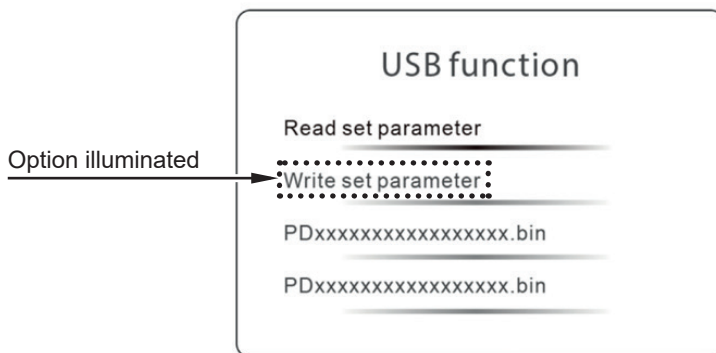 USB function
Read set parameter
Option illuminated
Write set parameter
PDxxxxxxxxxxxxxxxxx.bin
PDxxxxxxxxxxxxxxxxx.bin